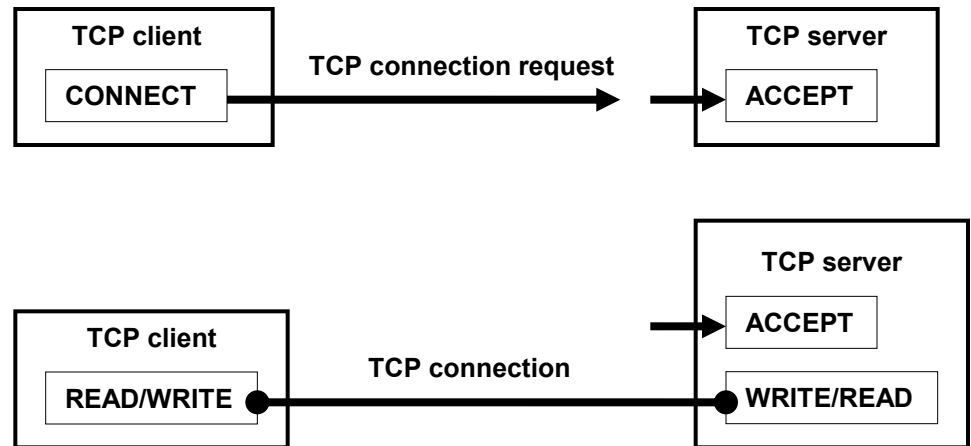 TCP client
TCP server
TCP connection request
CONNECT
ACCEPT
TCP server
TCP client
ACCEPT
TCP connection
READ/WRITE
WRITE/READ